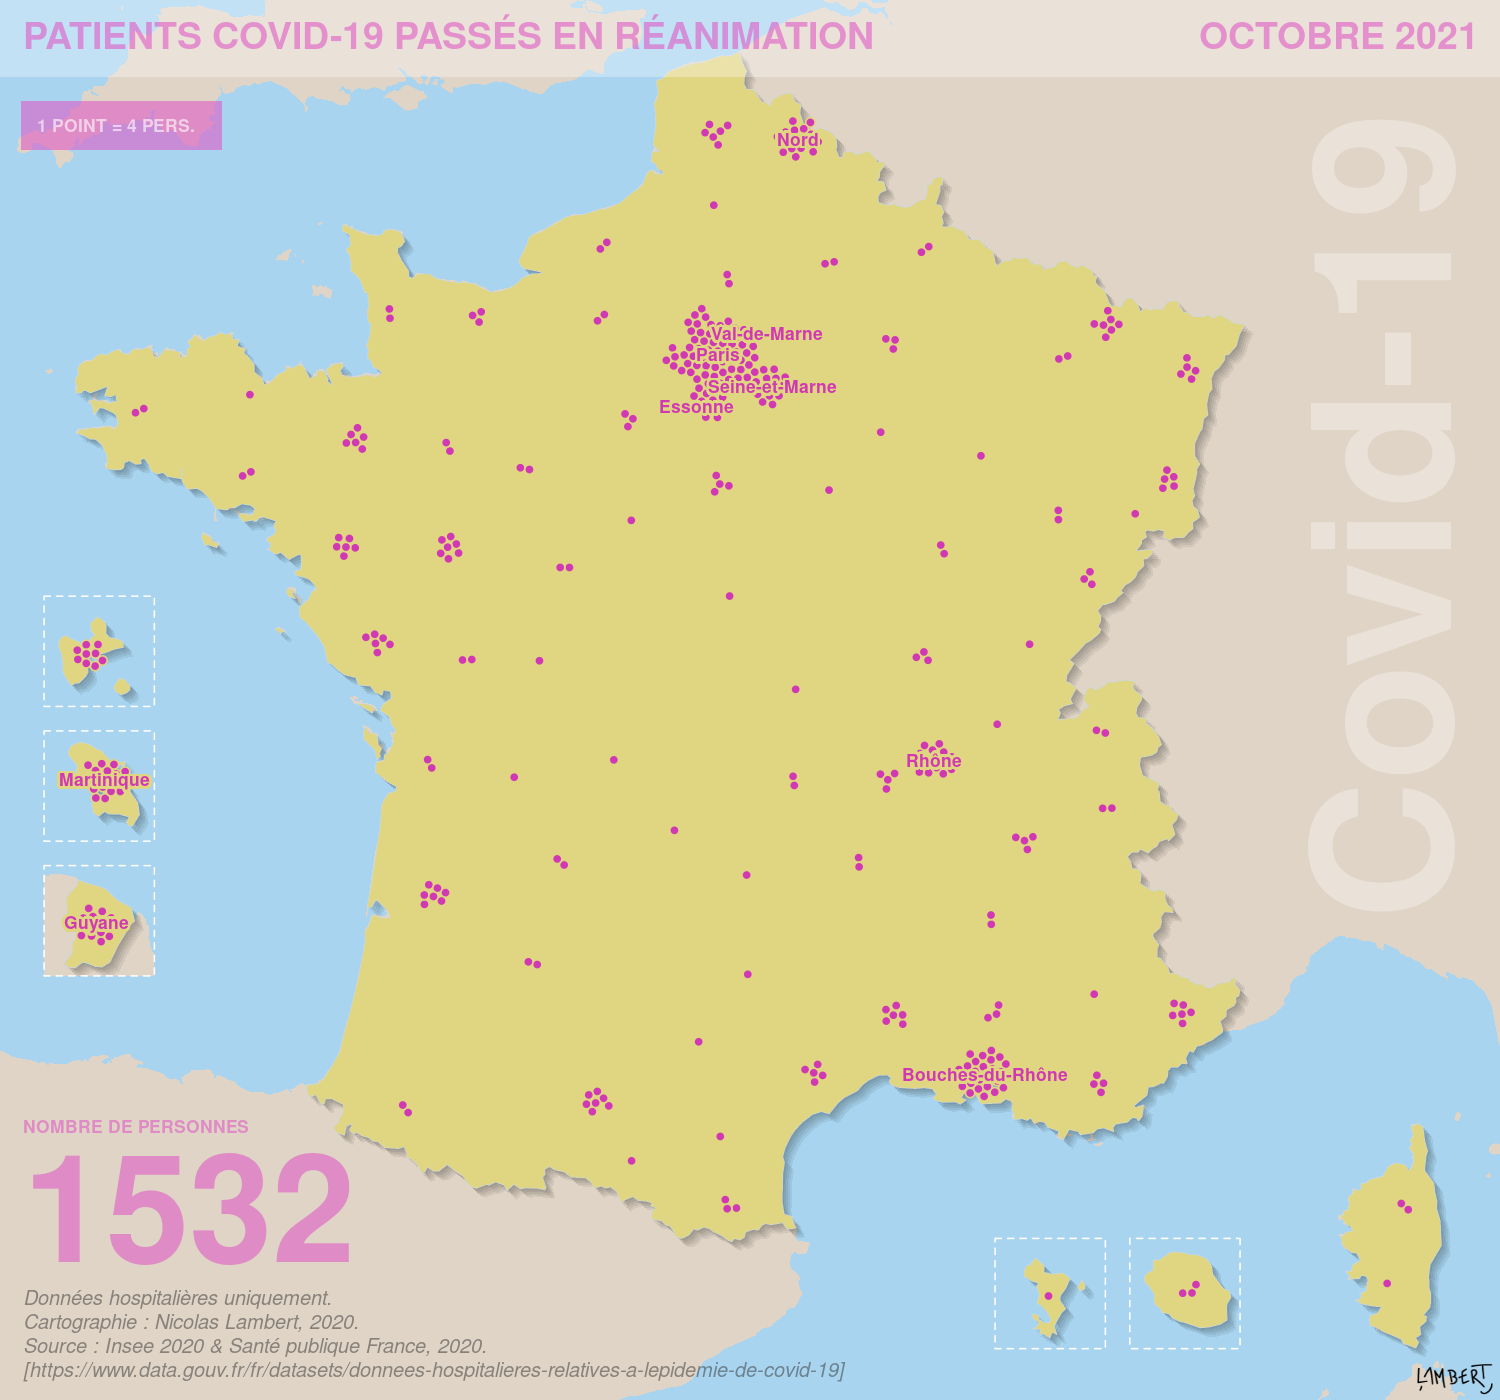 PATIENTS COVID-19 PASSÉS EN RÉANIMATION
OCTOBRE 2021
1 POINT = 4 PERS.
Covid-19
Nord
Val-de-Marne
Paris
Seine-et-Marne
Essonne
Martinique
Rhône
Guyane
Bouches-du-Rhône
NOMBRE DE PERSONNES
1532
Données hospitalières uniquement.
Cartographie : Nicolas Lambert, 2020.
Source : Insee 2020 & Santé publique France, 2020.
[https://www.data.gouv.fr/fr/datasets/donnees-hospitalieres-relatives-a-lepidemie-de-covid-19]
LAMBERT